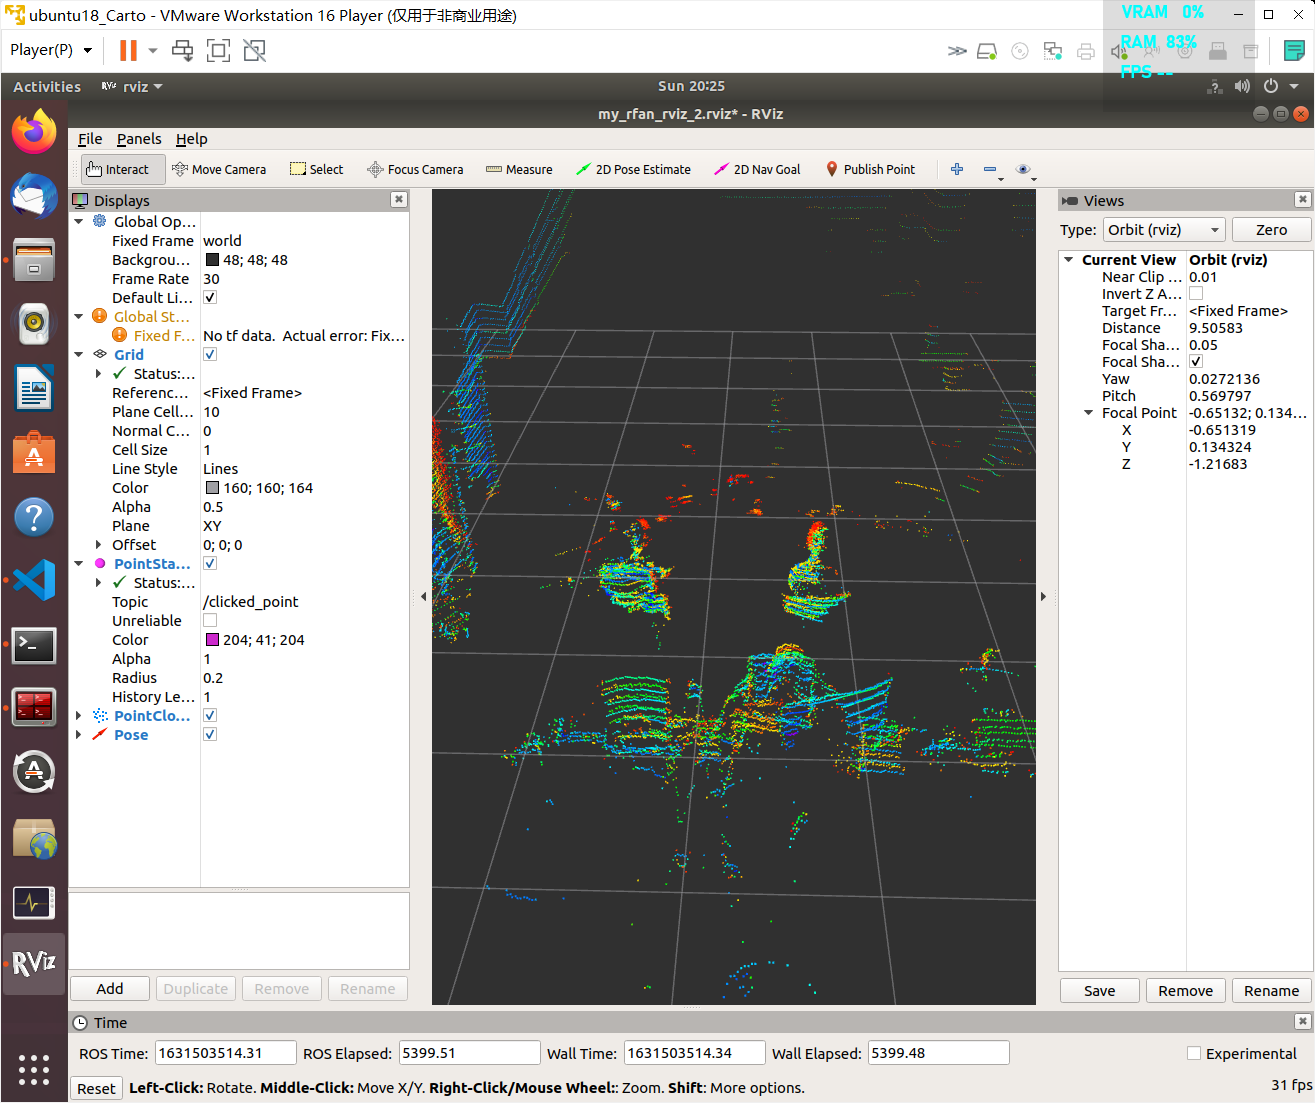 ubuntu18_Carto - VMware Workstation 16 Player (仅用于非商业用途)
VRAM 0%
Player(P)
RAM 83%
FPS --
Activities
RViz rviz
Sun 20:25
my_rfan_rviz_2.rviz* - RViz
File Panels Help
Interact Move Camera Select Focus Camera Measure 2D Pose Estimate 2D Nav Goal Publish Point
Displays
Global Op...
Fixed Frame world
Backgrou... 48; 48; 48
Frame Rate 30
Default Li...
Global St...
Fixed F... No tf data. Actual error: Fix...
Grid
Status:...
Referenc... <Fixed Frame>
Plane Cell... 10
Normal C... 0
Cell Size 1
Line Style Lines
Color 160; 160; 164
Alpha 0.5
Plane XY
Offset 0; 0; 0
PointSta...
Status:...
Topic /clicked_point
Unreliable
Color 204; 41; 204
Alpha 1
Radius 0.2
History Le... 1
PointClo...
Pose
Add Duplicate Remove Rename
Views
Type: Orbit (rviz) Zero
Current View Orbit (rviz)
Near Clip ... 0.01
Invert Z A...
Target Fr... <Fixed Frame>
Distance 9.50583
Focal Sha... 0.05
Focal Sha...
Yaw 0.0272136
Pitch 0.569797
Focal Point -0.65132; 0.134...
X -0.651319
Y 0.134324
Z -1.21683
Save Remove Rename
RViz
Time
ROS Time: 1631503514.31 ROS Elapsed: 5399.51 Wall Time: 1631503514.34 Wall Elapsed: 5399.48 Experimental
Reset Left-Click: Rotate. Middle-Click: Move X/Y. Right-Click/Mouse Wheel:: Zoom. Shift: More options. 31 fps